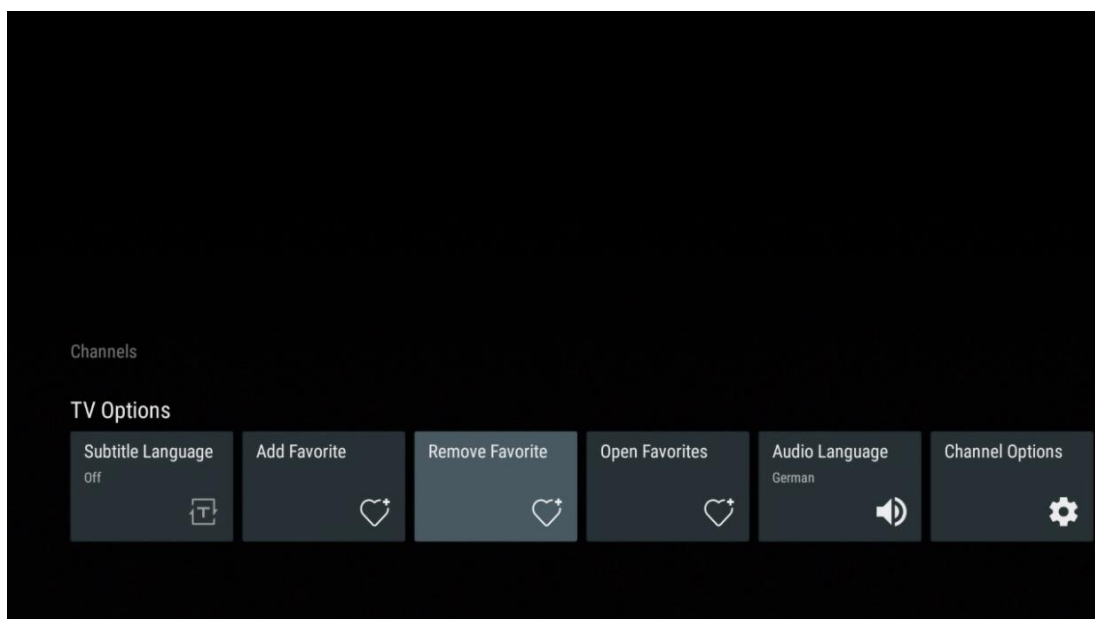 Channels
TV Options
Subtitle Language
Off
Add Favorite
Remove Favorite
Open Favorites
Audio Language
German
Channel Options